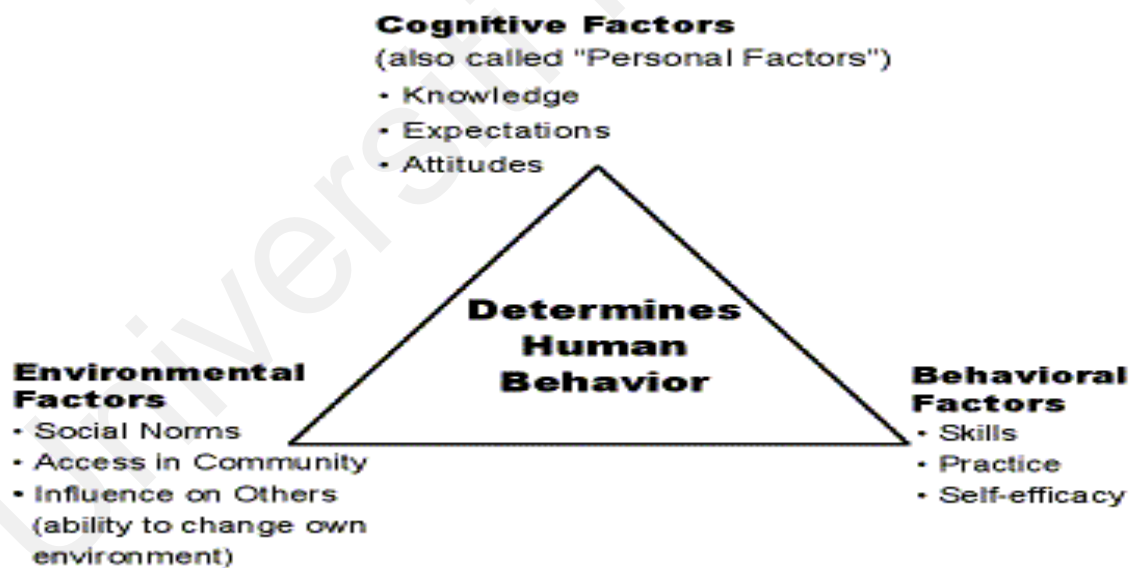 Cognitive Factors
(also called "Personal Factors")
• Knowledge
• Expectations
• Attitudes
Determines
Human
Behavior
Environmental
Factors
• Social Norms
• Access in Community
• Influence on Others
(ability to change own
environment)
Behavioral
Factors
• Skills
• Practice
• Self-efficacy
Universiti